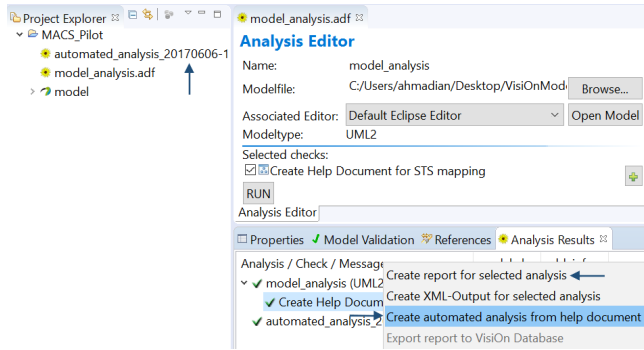 Project Explorer
MACS_Pilot
automated_analysis_20170606-1
model_analysis.adf
model
*model_analysis.adf
Analysis Editor
Name: model_analysis
Modelfile: C:/Users/ahmadian/Desktop/VisiOnMod Browse...
Associated Editor: Default Eclipse Editor Open Model
Modeltype: UML2
Selected checks:
Create Help Document for STS mapping
RUN
Analysis Editor
Properties Model Validation References Analysis Results
Analysis / Check / Message
model_analysis (UML2
Create Help Docum
automated_analysis_2
Create report for selected analysis
Create XML-Output for selected analysis
Create automated analysis from help document
Export report to VisiOn Database